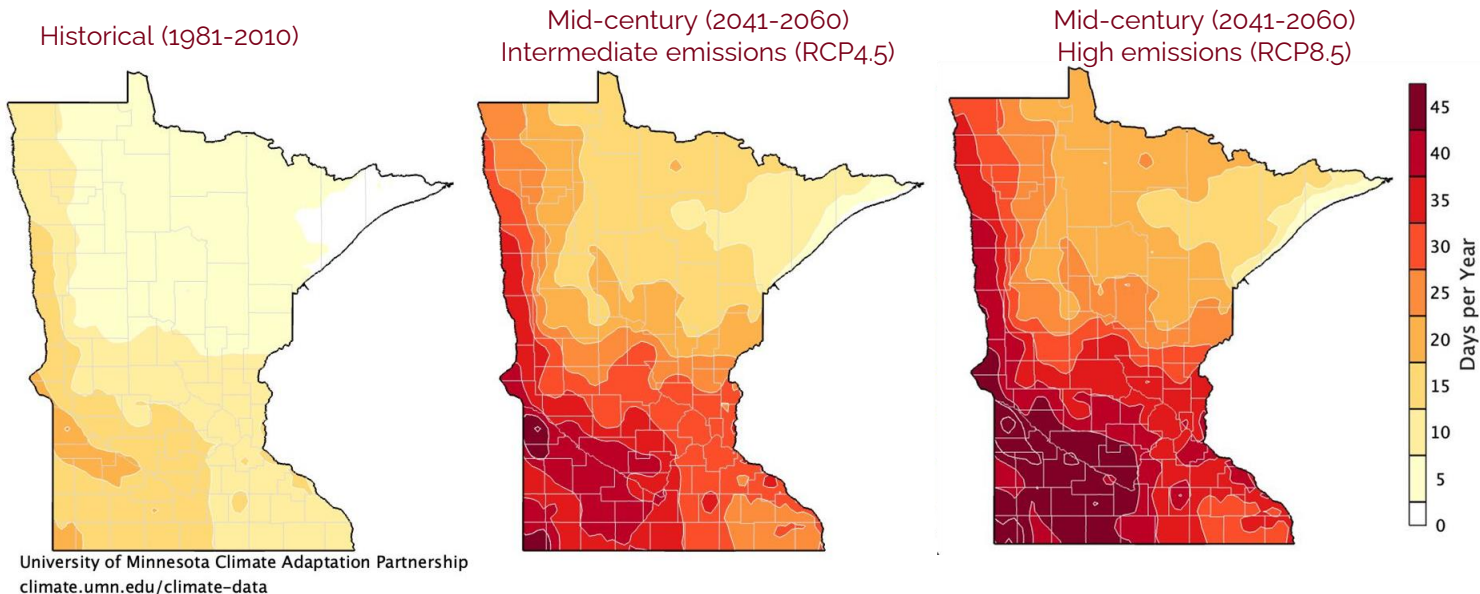 Historical (1981-2010)
Mid-century (2041-2060)
Intermediate emissions (RCP4.5)
Mid-century (2041-2060)
High emissions (RCP8.5)
45
40
35
30
25
20
15
10
5
0
Days per Year
University of Minnesota Climate Adaptation Partnership
climate.umn.edu/climate-data